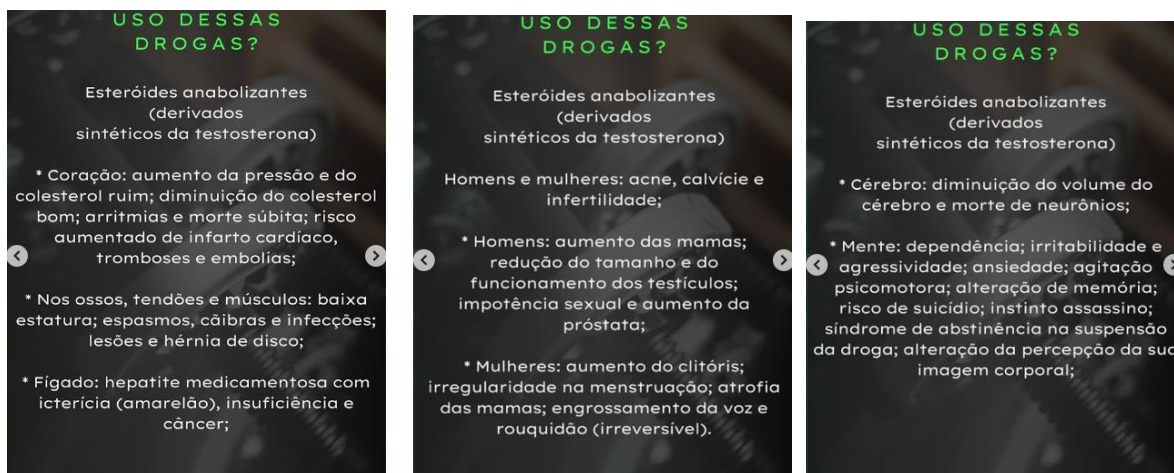 USO DESSAS
DROGAS?
Esteróides anabolizantes
(derivados
sintéticos da testosterona)
* Coração: aumento da pressão e do
colesterol ruim; diminuição do colesterol
bom; arritmias e morte súbita; risco
aumentado de infarto cardíaco,
tromboses e embolias;
* Nos ossos, tendões e músculos: baixa
estatura; espasmos, cãibras e infecções;
lesões e hérnia de disco;
* Fígado: hepatite medicamentosa com
icterícia (amarelão), insuficiência e
câncer;
USO DESSAS
DROGAS?
Esteróides anabolizantes
(derivados
sintéticos da testosterona)
Homens e mulheres: acne, calvície e
infertilidade;
* Homens: aumento das mamas;
redução do tamanho e do
funcionamento dos testículos;
impotência sexual e aumento da
próstata;
* Mulheres: aumento do clitóris;
irregularidade na menstruação; atrofia
das mamas; engrossamento da voz e
rouquidão (irreversível).
USO DESSAS
DROGAS?
Esteróides anabolizantes
(derivados
sintéticos da testosterona)
* Cérebro: diminuição do volume do
cérebro e morte de neurônios;
* Mente: dependência; irritabilidade e
agressividade; ansiedade; agitação
psicomotora; alteração de memória;
risco de suicídio; instinto assassino;
síndrome de abstinência na suspensão
da droga; alteração da percepção da
imagem corporal;